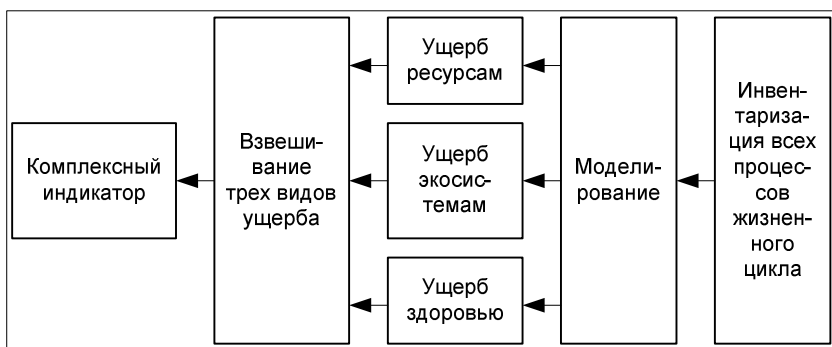 Комплексный
индикатор
Взвеши-
вание
трех видов
ущерба
Ущерб
ресурсам
Ущерб
экосис-
темам
Ущерб
здоровью
Модели-
рование
Инвен-
тариза-
ция всех
процес-
сов
жизнен-
ного
цикла